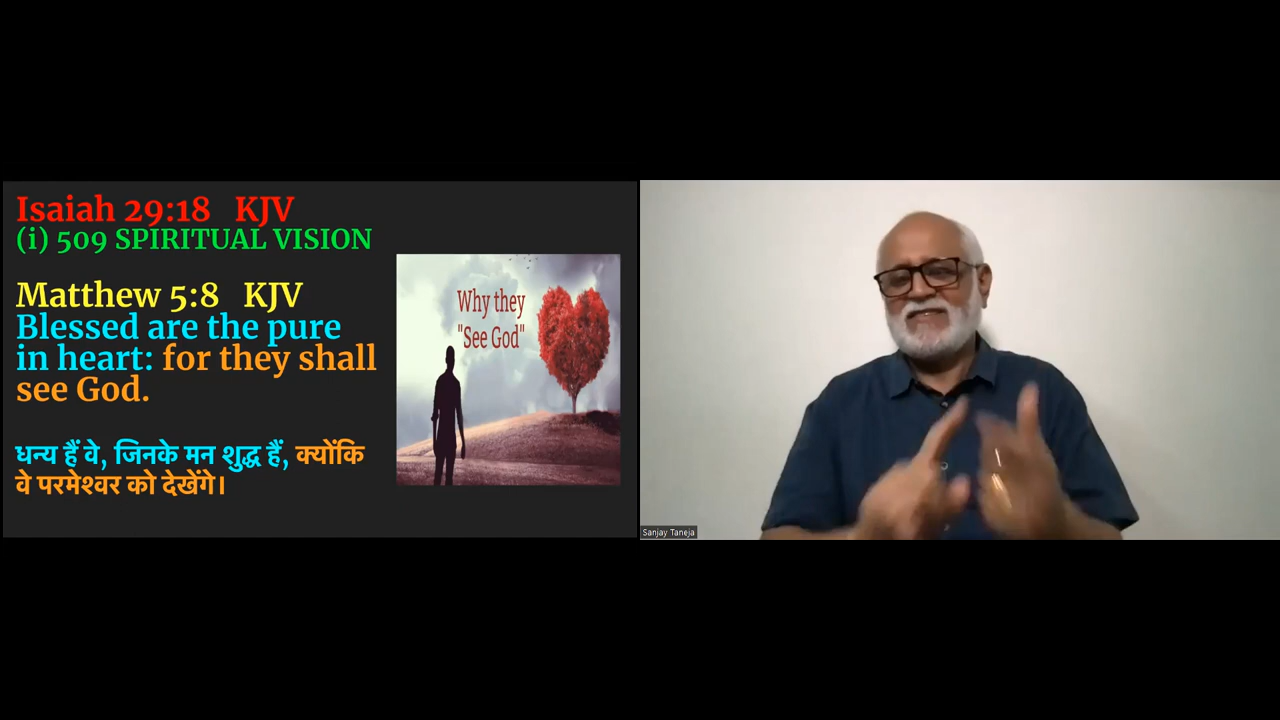 Isaiah 29:18 KJV
(i) 509 SPIRITUAL VISION
Matthew 5:8 KJV
Blessed are the pure
in heart: for they shall
see God.
धन्य हैं वे, जिनके मन शुद्ध हैं, क्योंकि
वे परमेश्वर को देखेंगे।
Why they
"See God"
Sanjay Taneja